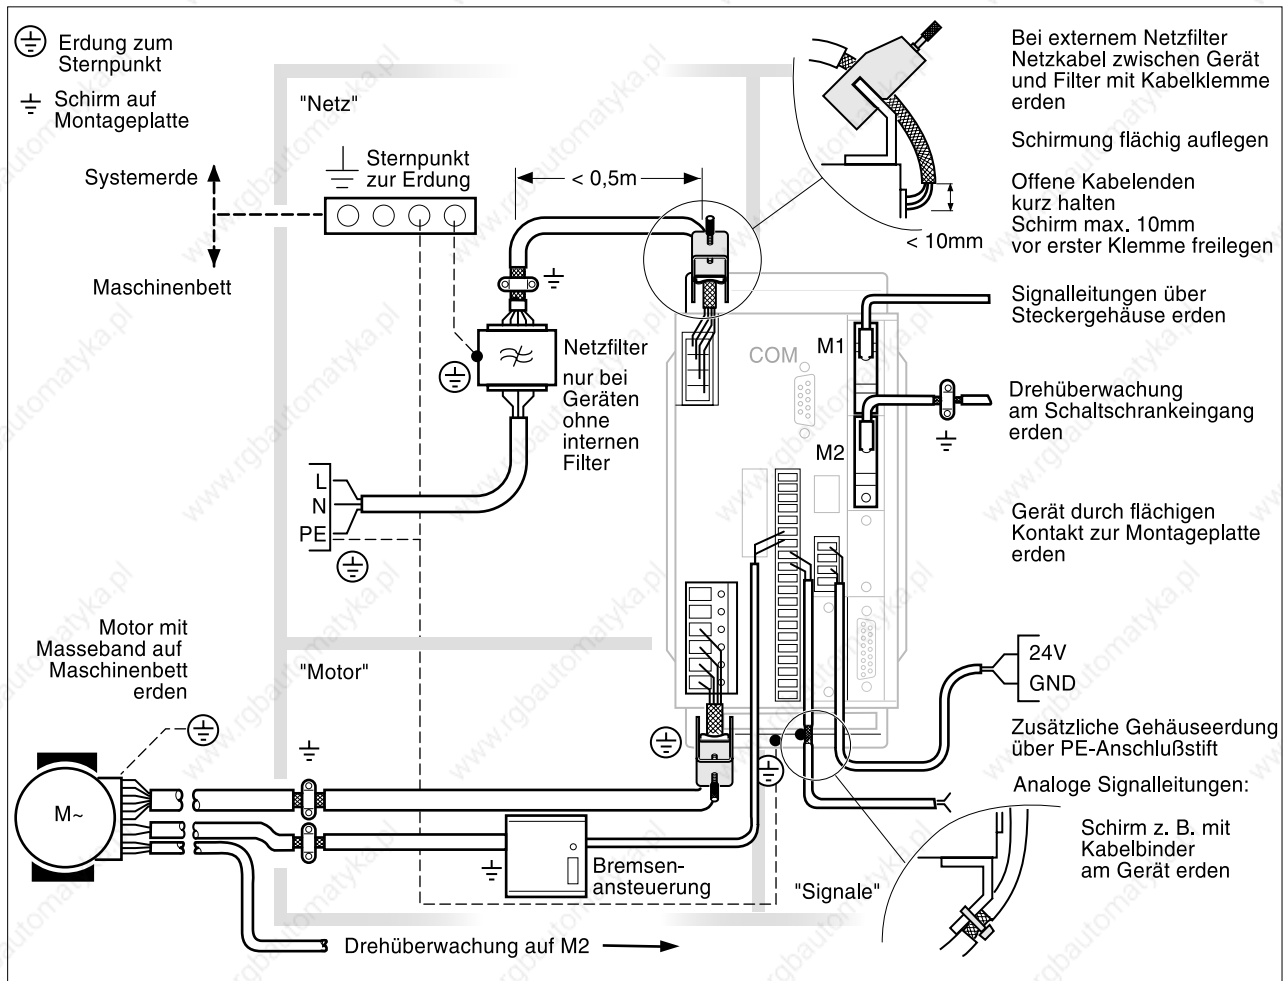 Erdung zum
Sternpunkt
Schirm auf
Montageplatte
"Netz"
Systemerde
Maschinenbett
Sternpunkt
zur Erdung
< 0,5m
Bei externem Netzfilter
Netzkabel zwischen Gerät
und Filter mit Kabelklemme
erden
Schirmung flächig auflegen
Offene Kabelenden
kurz halten
Schirm max. 10mm
vor erster Klemme freilegen
< 10mm
Signalleitungen über
Steckergehäuse erden
M1
COM
Netzfilter
nur bei
Geräten
ohne
internen
Filter
Drehüberwachung
am Schaltschrankeingang
erden
M2
L
N
PE
Gerät durch flächigen
Kontakt zur Montageplatte
erden
Motor mit
Masseband auf
Maschinenbett
erden
"Motor"
24V
GND
Zusätzliche Gehäuseerdung
über PE-Anschlußstift
Analoge Signalleitungen:
M~
Schirm z. B. mit
Kabelbinder
am Gerät erden
Bremsen-
ansteuerung
"Signale"
Drehüberwachung auf M2
www.rgbautomatyka.pl